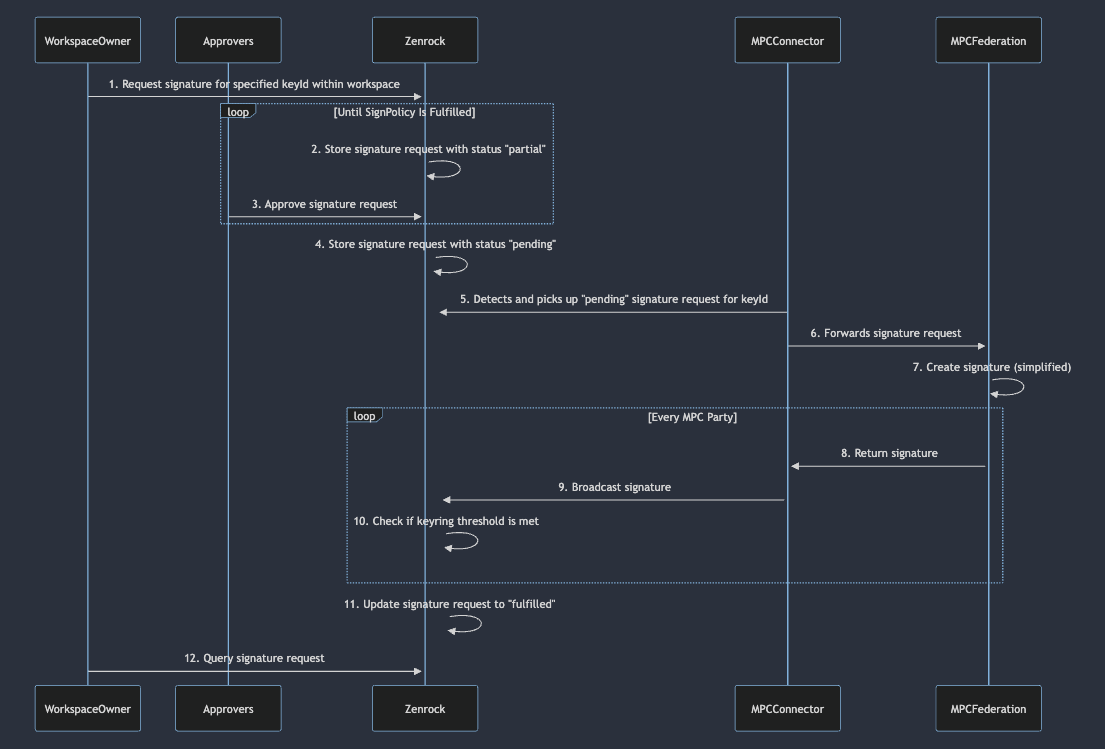 WorkspaceOwner
Approvers
Zenrock
MPCConnector
MPCFederation
1. Request signature for specified keyId within workspace
loop
[Until SignPolicy Is Fulfilled]
2. Store signature request with status "partial"
3. Approve signature request
4. Store signature request with status "pending"
5. Detects and picks up "pending" signature request for keyId
6. Forwards signature request
7. Create signature (simplified)
loop
[Every MPC Party]
8. Return signature
9. Broadcast signature
10. Check if keyring threshold is met
11. Update signature request to "fulfilled"
12. Query signature request
WorkspaceOwner
Approvers
Zenrock
MPCConnector
MPCFederation